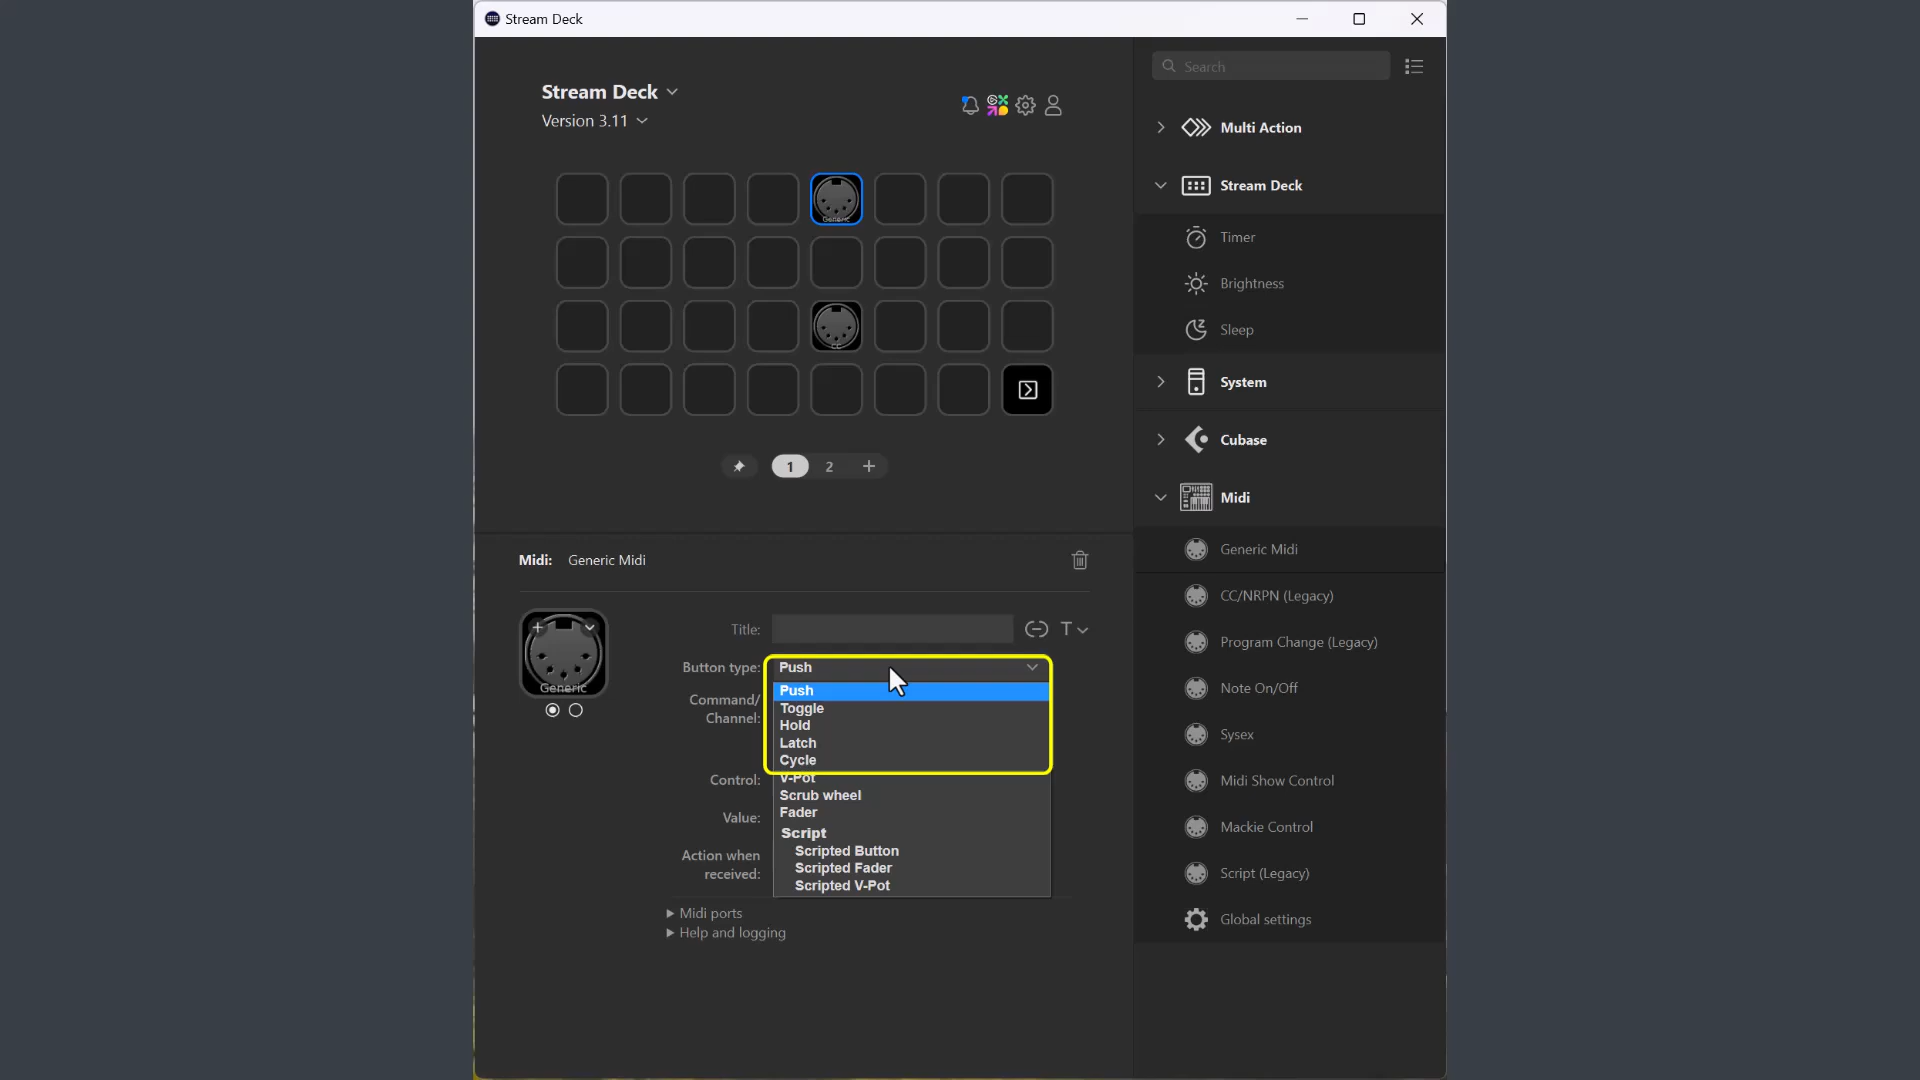 Stream Deck
Search
Stream Deck
Version 3.11
Multi Action
Stream Deck
Generic
Timer
Brightness
CC
Sleep
System
Cubase
1 2 +
Midi
Midi: Generic Midi
Generic Midi
CC/NRPN (Legacy)
Program Change (Legacy)
Note On/Off
Sysex
Midi Show Control
Mackie Control
Script (Legacy)
Global settings
Generic
Title:
T
Button type: Push
Push
Command/
Channel:
Toggle
Hold
Latch
Cycle
Control:
V-Pot
Scrub wheel
Value:
Fader
Script
Action when
received:
Scripted Button
Scripted Fader
Scripted V-Pot
Midi ports
Help and logging